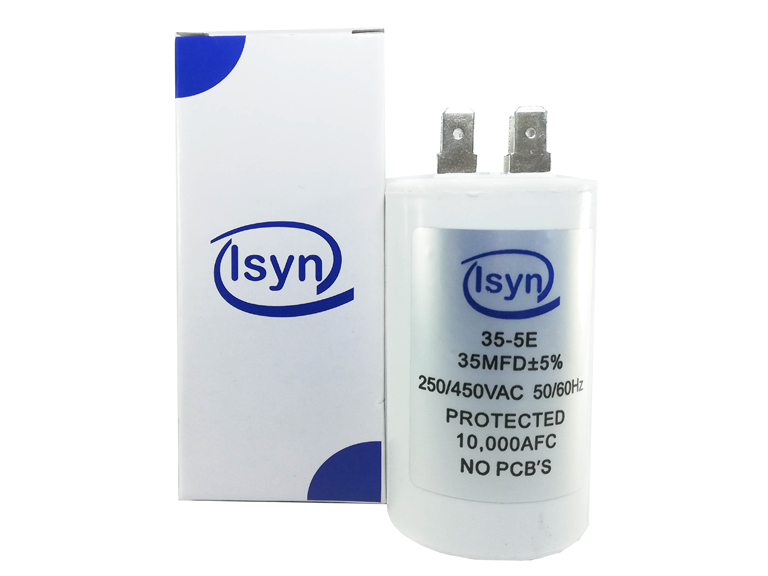 Isyn
Isyn
35-5E
35MFD±5%
250/450VAC 50/60Hz
PROTECTED
10,000AFC
NO PCB'S